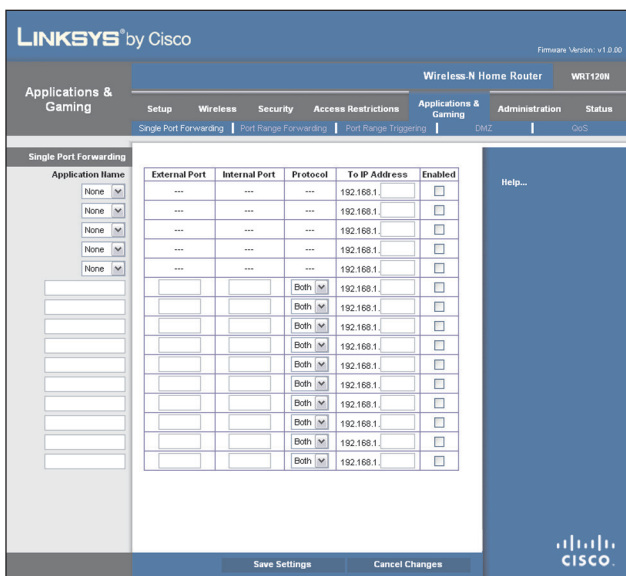 LINKSYS® by Cisco
Firmware Version: v1.0.00
Wireless-N Home Router WRT120N
Applications & Gaming
Setup Wireless Security Access Restrictions Applications & Gaming Administration Status
Single Port Forwarding Port Range Forwarding Port Range Triggering DMZ QoS
Single Port Forwarding
Application Name External Port Internal Port Protocol To IP Address Enabled
Help...
None --- --- --- 192.168.1.
None --- --- --- 192.168.1.
None --- --- --- 192.168.1.
None --- --- --- 192.168.1.
None --- --- --- 192.168.1.
Both 192.168.1.
Both 192.168.1.
Both 192.168.1.
Both 192.168.1.
Both 192.168.1.
Both 192.168.1.
Both 192.168.1.
Both 192.168.1.
Both 192.168.1.
Both 192.168.1.
Save Settings Cancel Changes
CISCO.